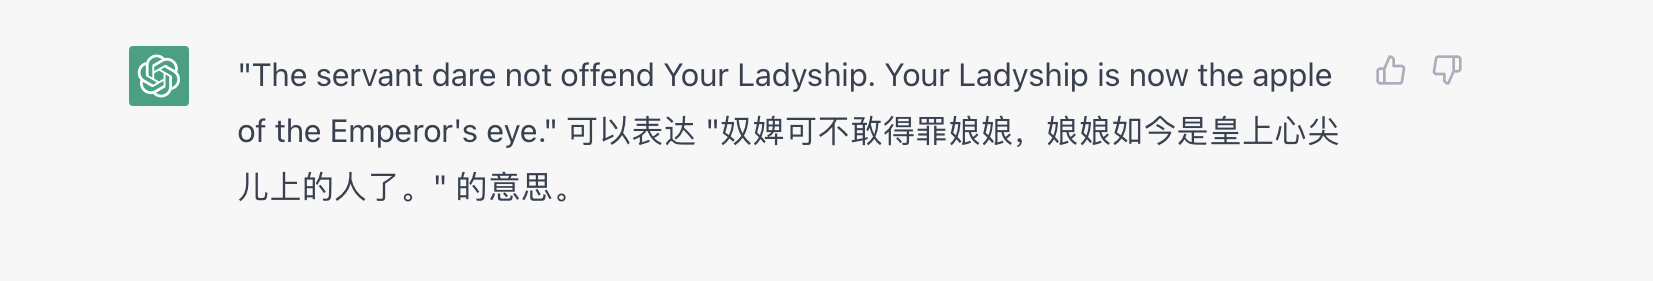 "The servant dare not offend Your Ladyship. Your Ladyship is now the apple
of the Emperor's eye." 可以表达 "奴婢可不敢得罪娘娘，娘娘如今是皇上心尖
儿上的人了。" 的意思。